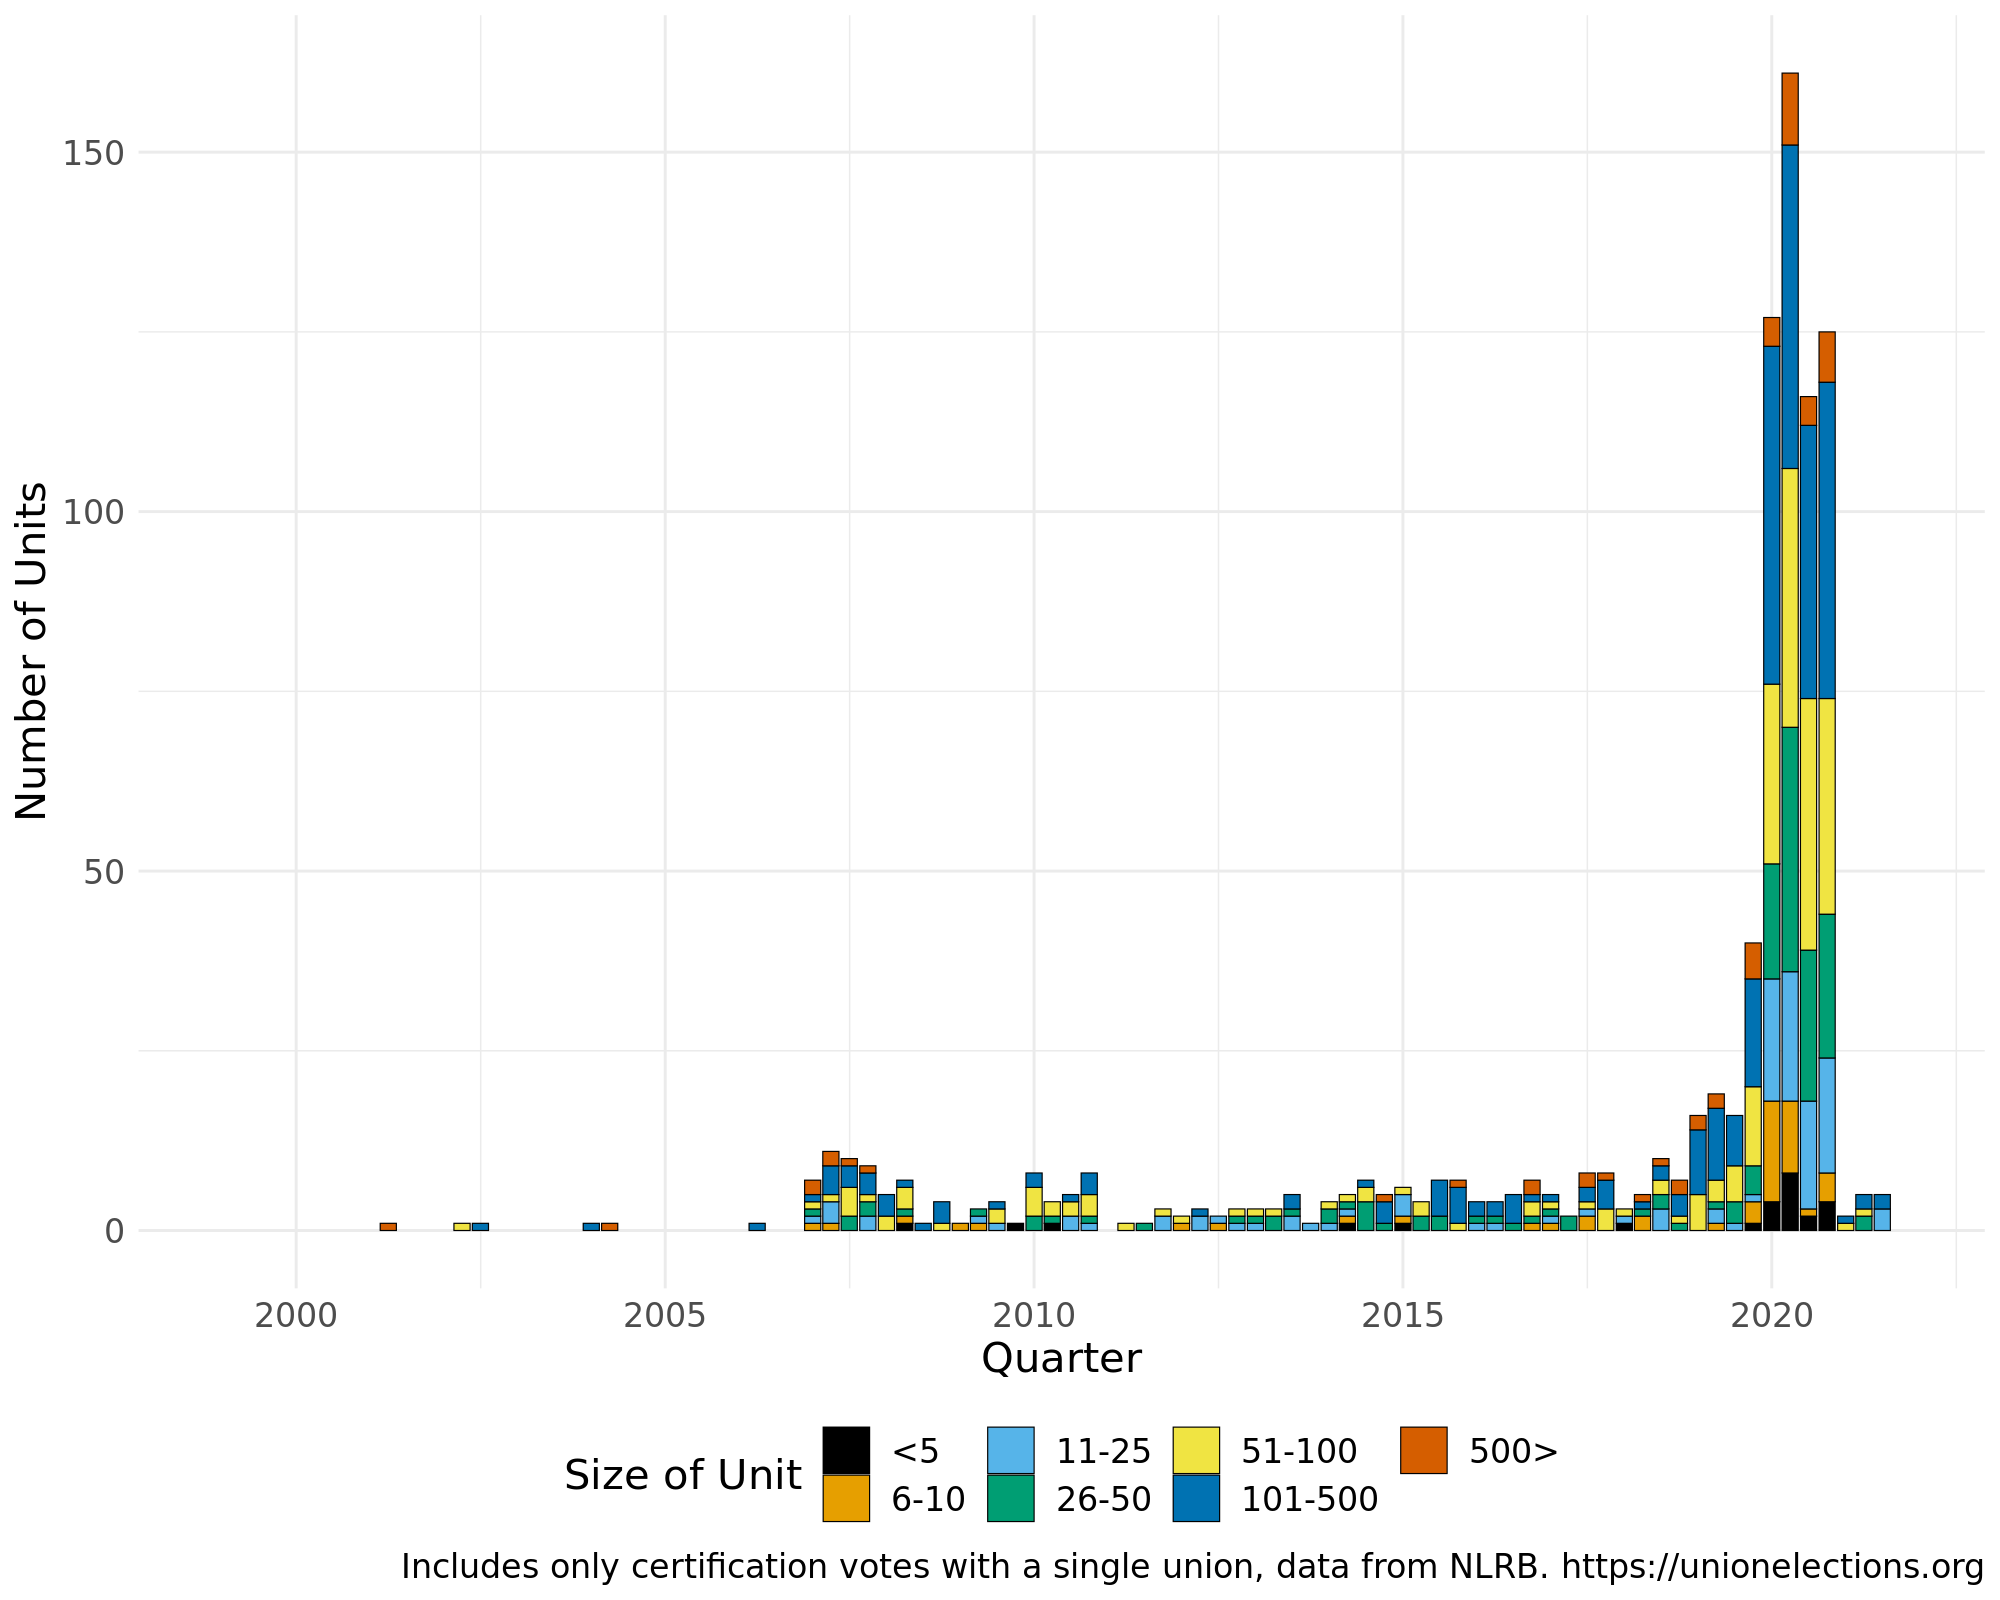 150
100
50
0
Number of Units
2000 2005 2010 2015 2020
Quarter
Size of Unit
<5 11-25 51-100 500>
6-10 26-50 101-500
Includes only certification votes with a single union, data from NLRB. https://unionelections.org